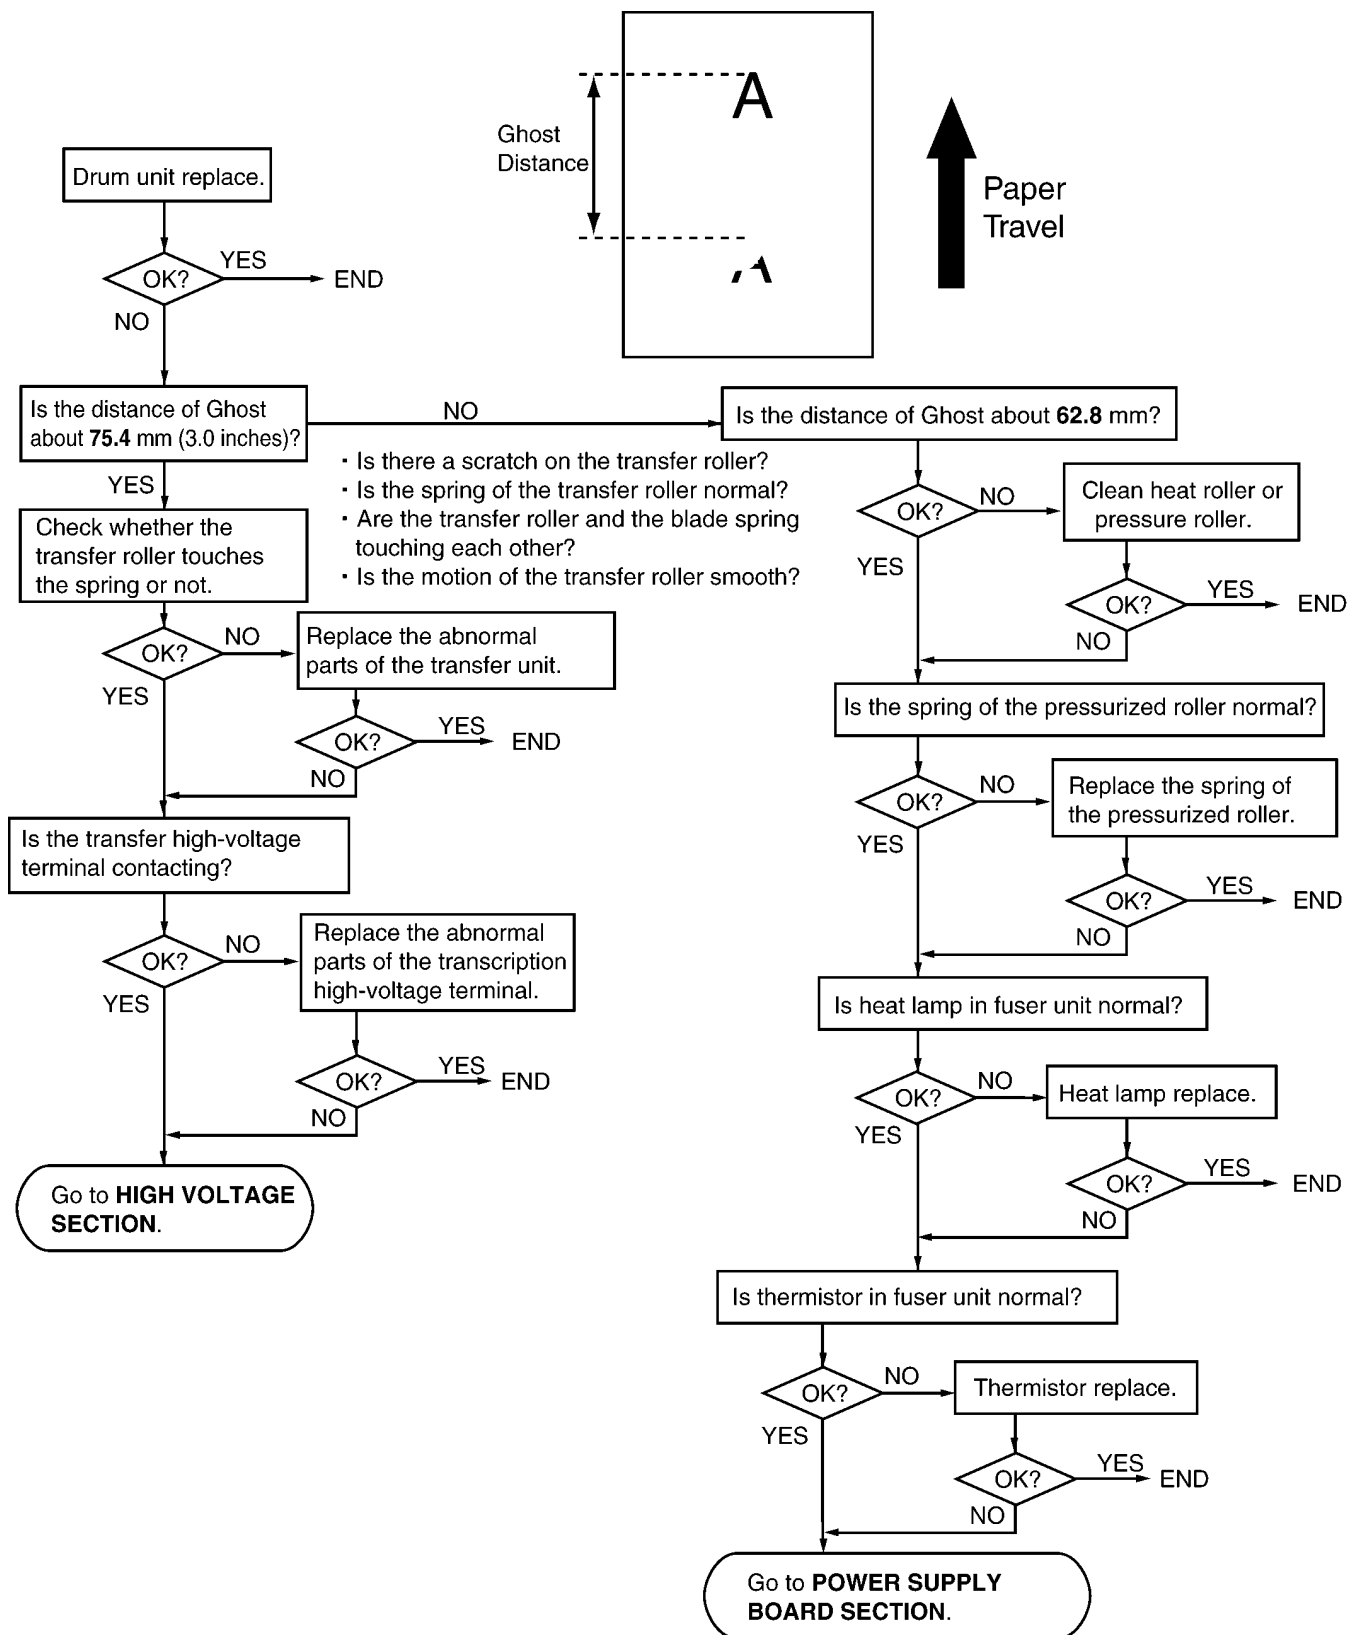 A
Ghost
Distance
A
Paper
Travel
Drum unit replace.
OK?
YES
END
NO
Is the distance of Ghost
about 75.4 mm (3.0 inches)?
NO
YES
· Is there a scratch on the transfer roller?
· Is the spring of the transfer roller normal?
· Are the transfer roller and the blade spring
touching each other?
· Is the motion of the transfer roller smooth?
Check whether the
transfer roller touches
the spring or not.
OK?
NO
Replace the abnormal
parts of the transfer unit.
YES
OK?
YES
END
NO
Is the transfer high-voltage
terminal contacting?
OK?
NO
Replace the abnormal
parts of the transcription
high-voltage terminal.
YES
OK?
YES
END
NO
Go to HIGH VOLTAGE
SECTION.
Is the distance of Ghost about 62.8 mm?
OK?
NO
Clean heat roller or
pressure roller.
YES
OK?
YES
END
NO
Is the spring of the pressurized roller normal?
OK?
NO
Replace the spring of
the pressurized roller.
YES
OK?
YES
END
NO
Is heat lamp in fuser unit normal?
OK?
NO
Heat lamp replace.
YES
OK?
YES
END
NO
Is thermistor in fuser unit normal?
OK?
NO
Thermistor replace.
YES
OK?
YES
END
NO
Go to POWER SUPPLY
BOARD SECTION.